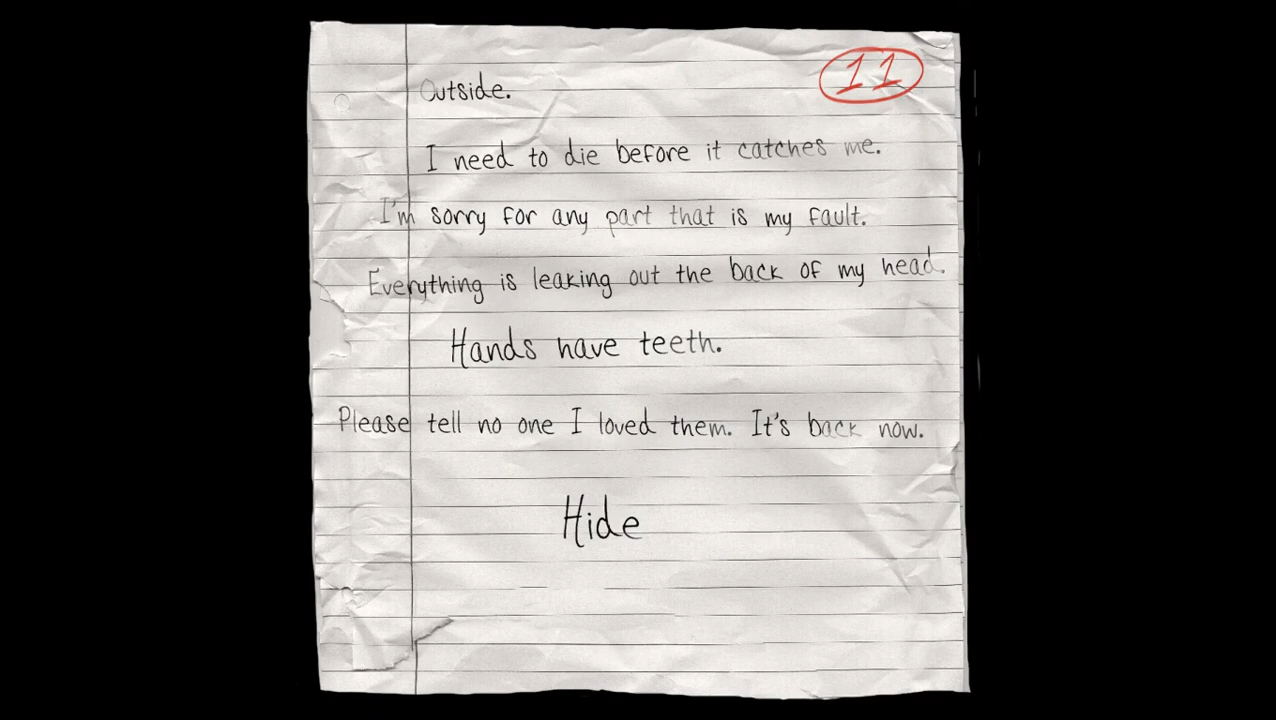 11
Outside.
I need to die before it catches me.
I'm sorry for any part that is my fault.
Everything is leaking out the back of my head.
Hands have teeth.
Please tell no one I loved them. It's back now.
Hide